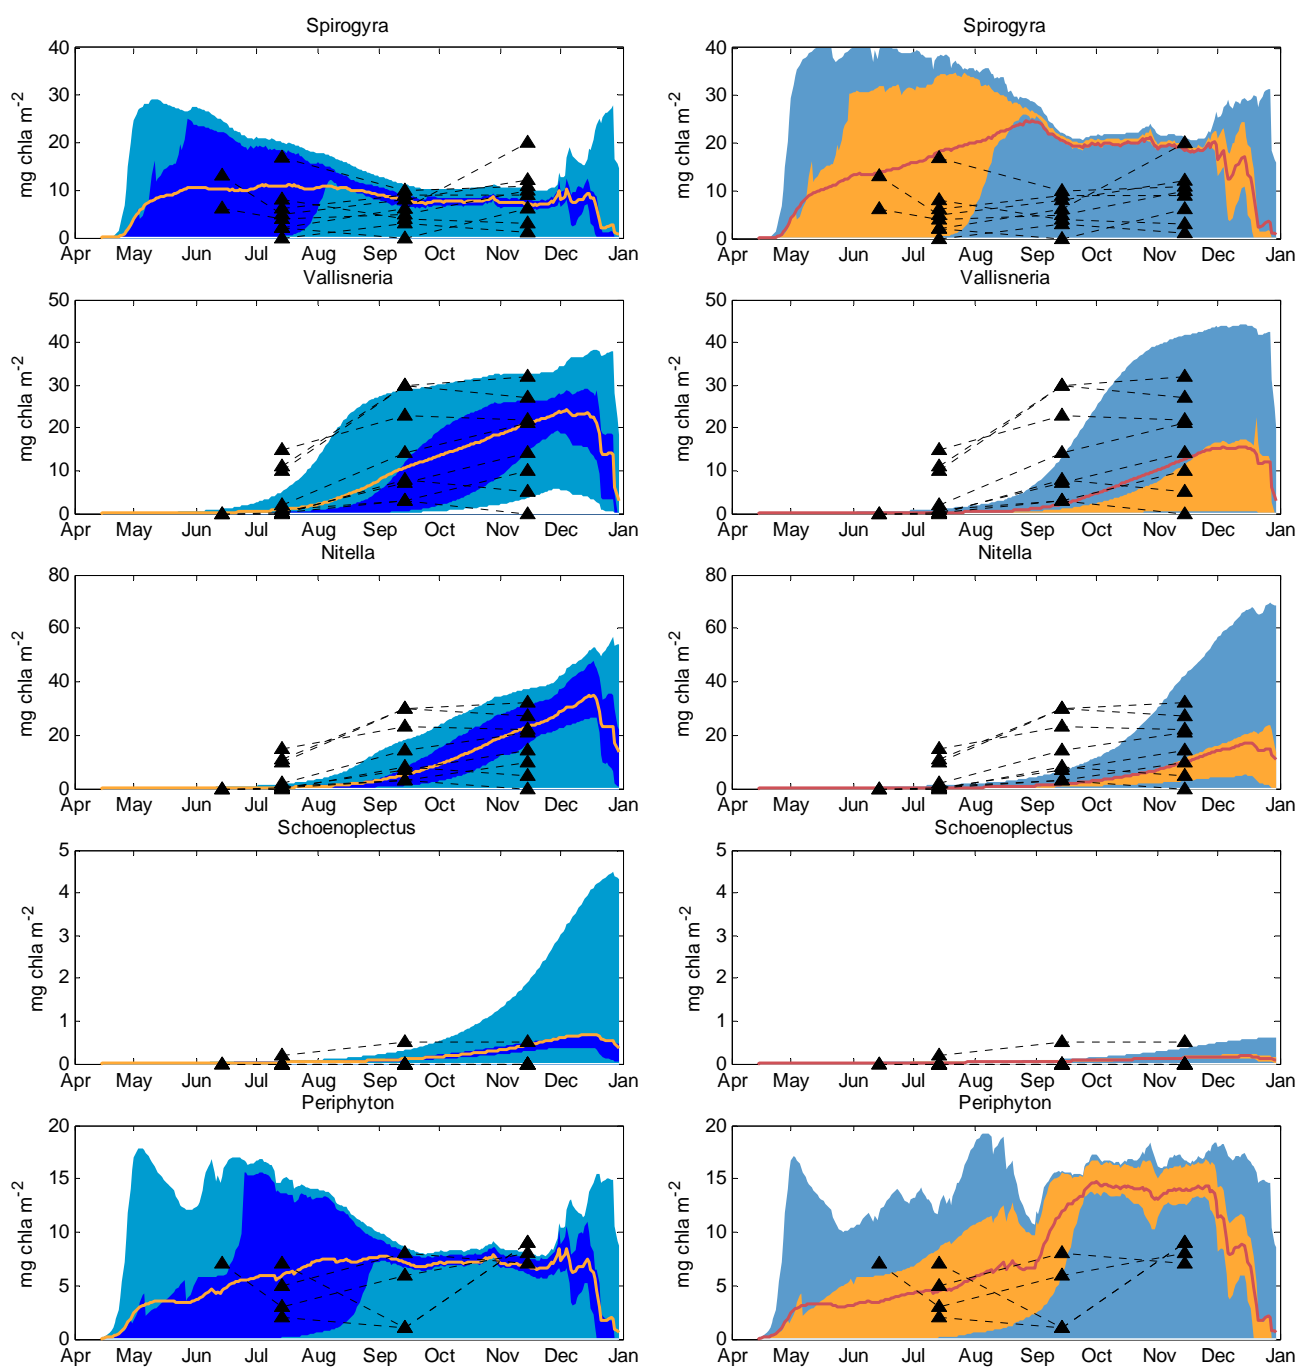 Spirogyra Spirogyra
40 40
30 30
mg chla m-2 mg chla m-2
20 20
10 10
0 0
Apr May Jun Jul Aug Sep Oct Nov Dec Jan Apr May Jun Jul Aug Sep Oct Nov Dec Jan
Vallisneria Vallisneria
50 50
40 40
30 30
mg chla m-2 mg chla m-2
20 20
10 10
0 0
Apr May Jun Jul Aug Sep Oct Nov Dec Jan Apr May Jun Jul Aug Sep Oct Nov Dec Jan
Nitella Nitella
80 80
60 60
mg chla m-2 mg chla m-2
40 40
20 20
0 0
Apr May Jun Jul Aug Sep Oct Nov Dec Jan Apr May Jun Jul Aug Sep Oct Nov Dec Jan
Schoenoplectus Schoenoplectus
5 5
4 4
3 3
mg chla m-2 mg chla m-2
2 2
1 1
0 0
Apr May Jun Jul Aug Sep Oct Nov Dec Jan Apr May Jun Jul Aug Sep Oct Nov Dec Jan
Periphyton Periphyton
20 20
15 15
mg chla m-2 mg chla m-2
10 10
5 5
0 0
Apr May Jun Jul Aug Sep Oct Nov Dec Jan Apr May Jun Jul Aug Sep Oct Nov Dec Jan